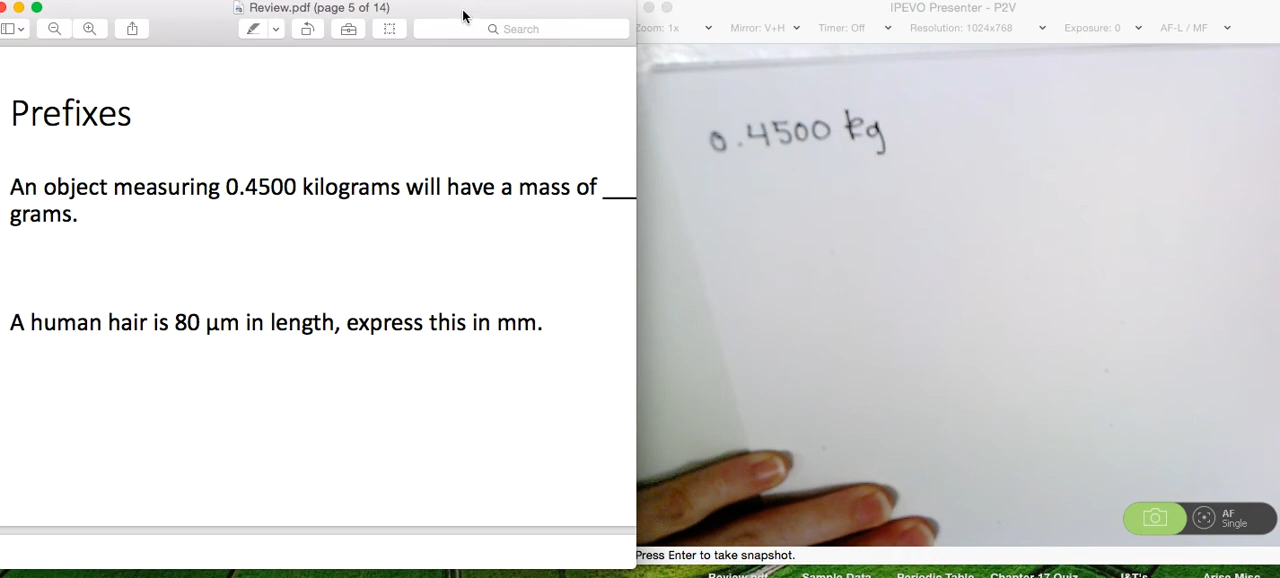 Review.pdf (page 5 of 14)
Search
Prefixes
An object measuring 0.4500 kilograms will have a mass of ___
grams.
A human hair is 80 μm in length, express this in mm.
IPEVO Presenter - P2V
Zoom: 1x
Mirror: V+H
Timer: Off
Resolution: 1024x768
Exposure: 0
AF-L / MF
0.4500 kg
AF
Single
Press Enter to take snapshot.
Review.pdf
Sample Data
Periodic Table
Chapter 17 Quiz
I&T's
Arise Misc